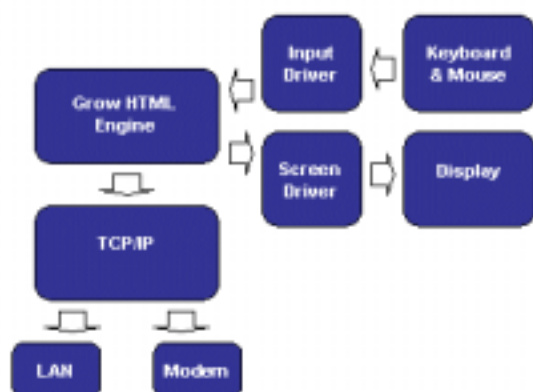 Input
Driver
Keyboard
& Mouse
Grow HTML
Engine
Screen
Driver
Display
TCP/IP
LAN
Modem